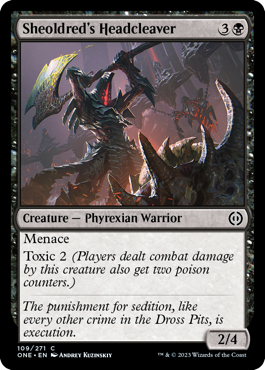 Sheoldred's Headcleaver 3
Creature — Phyrexian Warrior
Menace
Toxic 2 (Players dealt combat damage
by this creature also get two poison
counters.)
The punishment for sedition, like
every other crime in the Dross Pits, is
execution.
2/4
109/271 C
ONE • EN Andrey Kuzinskiy
™ & © 2023 Wizards of the Coast